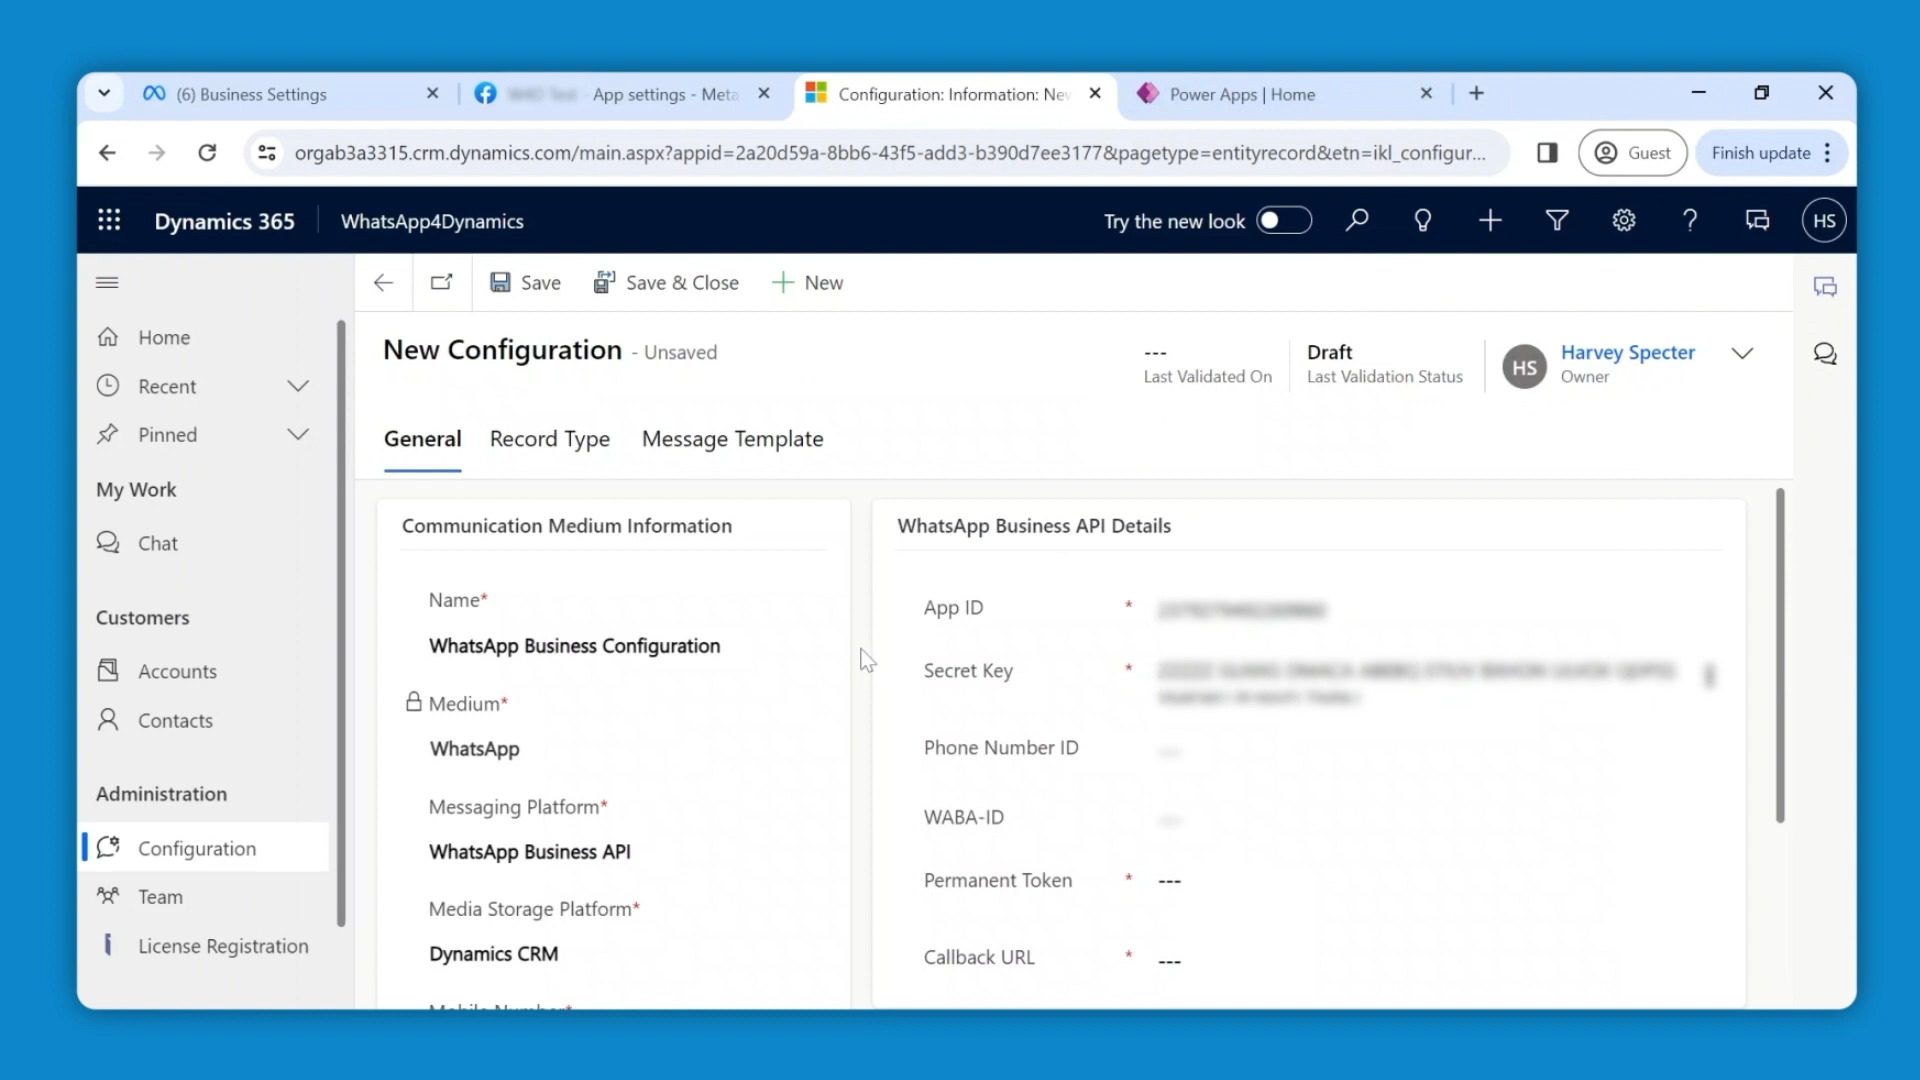 (6) Business Settings
App settings - Meta
Configuration: Information: Nev
Power Apps | Home
orgab3a3315.crm.dynamics.com/main.aspx?appid=2a20d59a-8bb6-43f5-add3-b390d7ee3177&pagetype=entityrecord&etn=ikl_configur...
Guest
Finish update
Dynamics 365
WhatsApp4Dynamics
Try the new look
HS
Save
Save & Close
New
New Configuration - Unsaved
---
Last Validated On
Draft
Last Validation Status
HS
Harvey Specter
Owner
Home
Recent
Pinned
My Work
Chat
Customers
Accounts
Contacts
Administration
Configuration
Team
License Registration
General
Record Type
Message Template
Communication Medium Information
Name*
WhatsApp Business Configuration
Medium*
WhatsApp
Messaging Platform*
WhatsApp Business API
Media Storage Platform*
Dynamics CRM
WhatsApp Business API Details
App ID *
Secret Key *
Phone Number ID
WABA-ID
Permanent Token * ---
Callback URL * ---